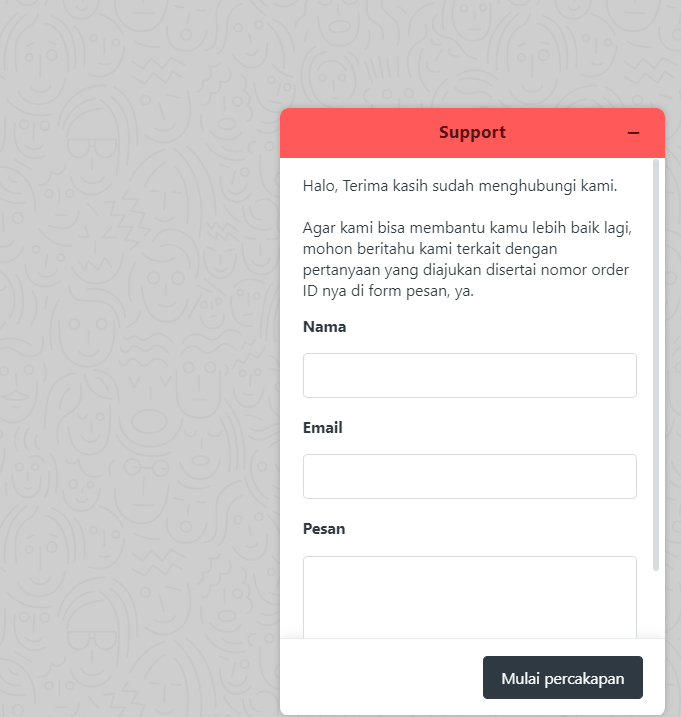 Support
Halo, Terima kasih sudah menghubungi kami.
Agar kami bisa membantu kamu lebih baik lagi,
mohon beritahu kami terkait dengan
pertanyaan yang diajukan disertai nomor order
ID nya di form pesan, ya.
Nama
Email
Pesan
Mulai percakapan